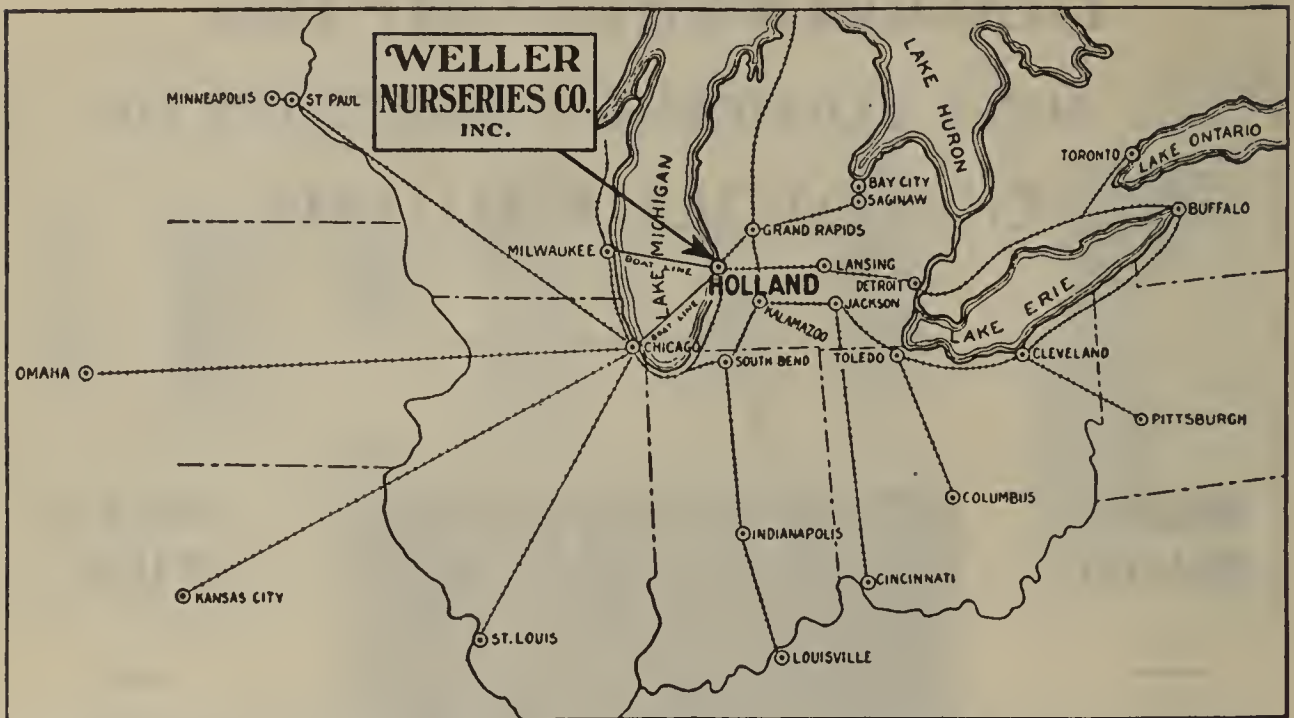 WELLER
NURSERIES CO.
INC.
MINNEAPOLIS
ST PAUL
LAKE HURON
LAKE MICHIGAN
TORONTO
LAKE ONTARIO
BAY CITY
SAGINAW
BUFFALO
GRAND RAPIDS
MILWAUKEE
BOAT LINE
HOLLAND
LANSING
DETROIT
JACKSON
KALAMAZOO
LAKE ERIE
BOAT LINE
CHICAGO
SOUTH BEND
TOLEDO
CLEVELAND
OMAHA
PITTSBURGH
COLUMBUS
INDIANAPOLIS
CINCINNATI
KANSAS CITY
ST. LOUIS
LOUISVILLE